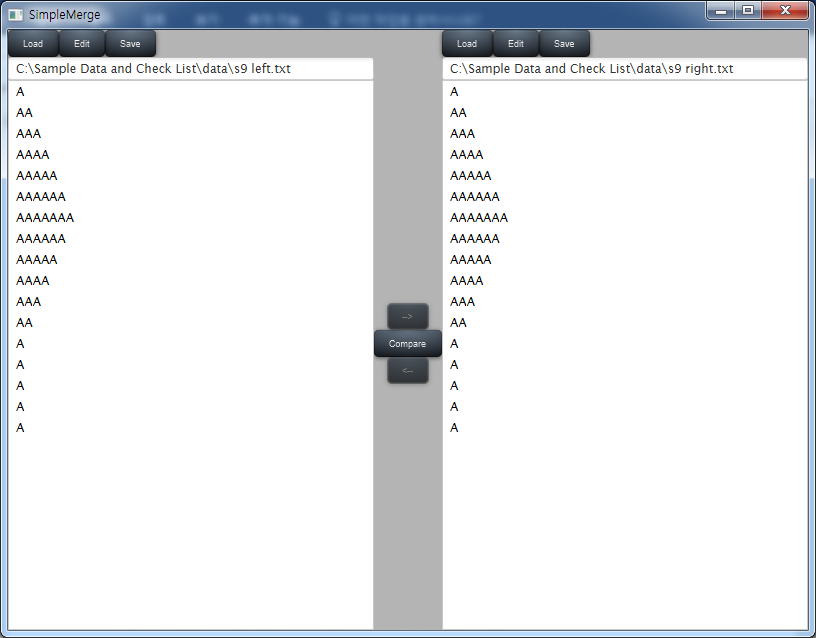 SimpleMerge
Load Edit Save
C:\Sample Data and Check List\data\s9 left.txt
A
AA
AAA
AAAA
AAAAA
AAAAAA
AAAAAAA
AAAAAA
AAAAA
AAAA
AAA
AA
A
A
A
A
A
-->
Compare
<--
Load Edit Save
C:\Sample Data and Check List\data\s9 right.txt
A
AA
AAA
AAAA
AAAAA
AAAAAA
AAAAAAA
AAAAAA
AAAAA
AAAA
AAA
AA
A
A
A
A
A